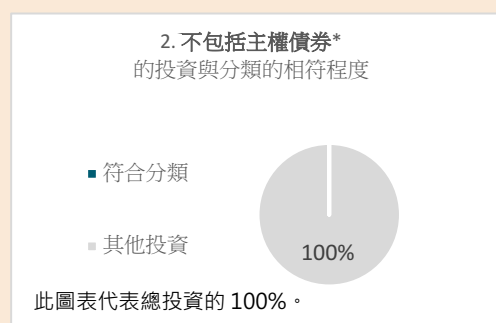 2. 不包括主權債券*
的投資與分類的相符程度
符合分類
其他投資
100%
此圖表代表總投資的 100%。